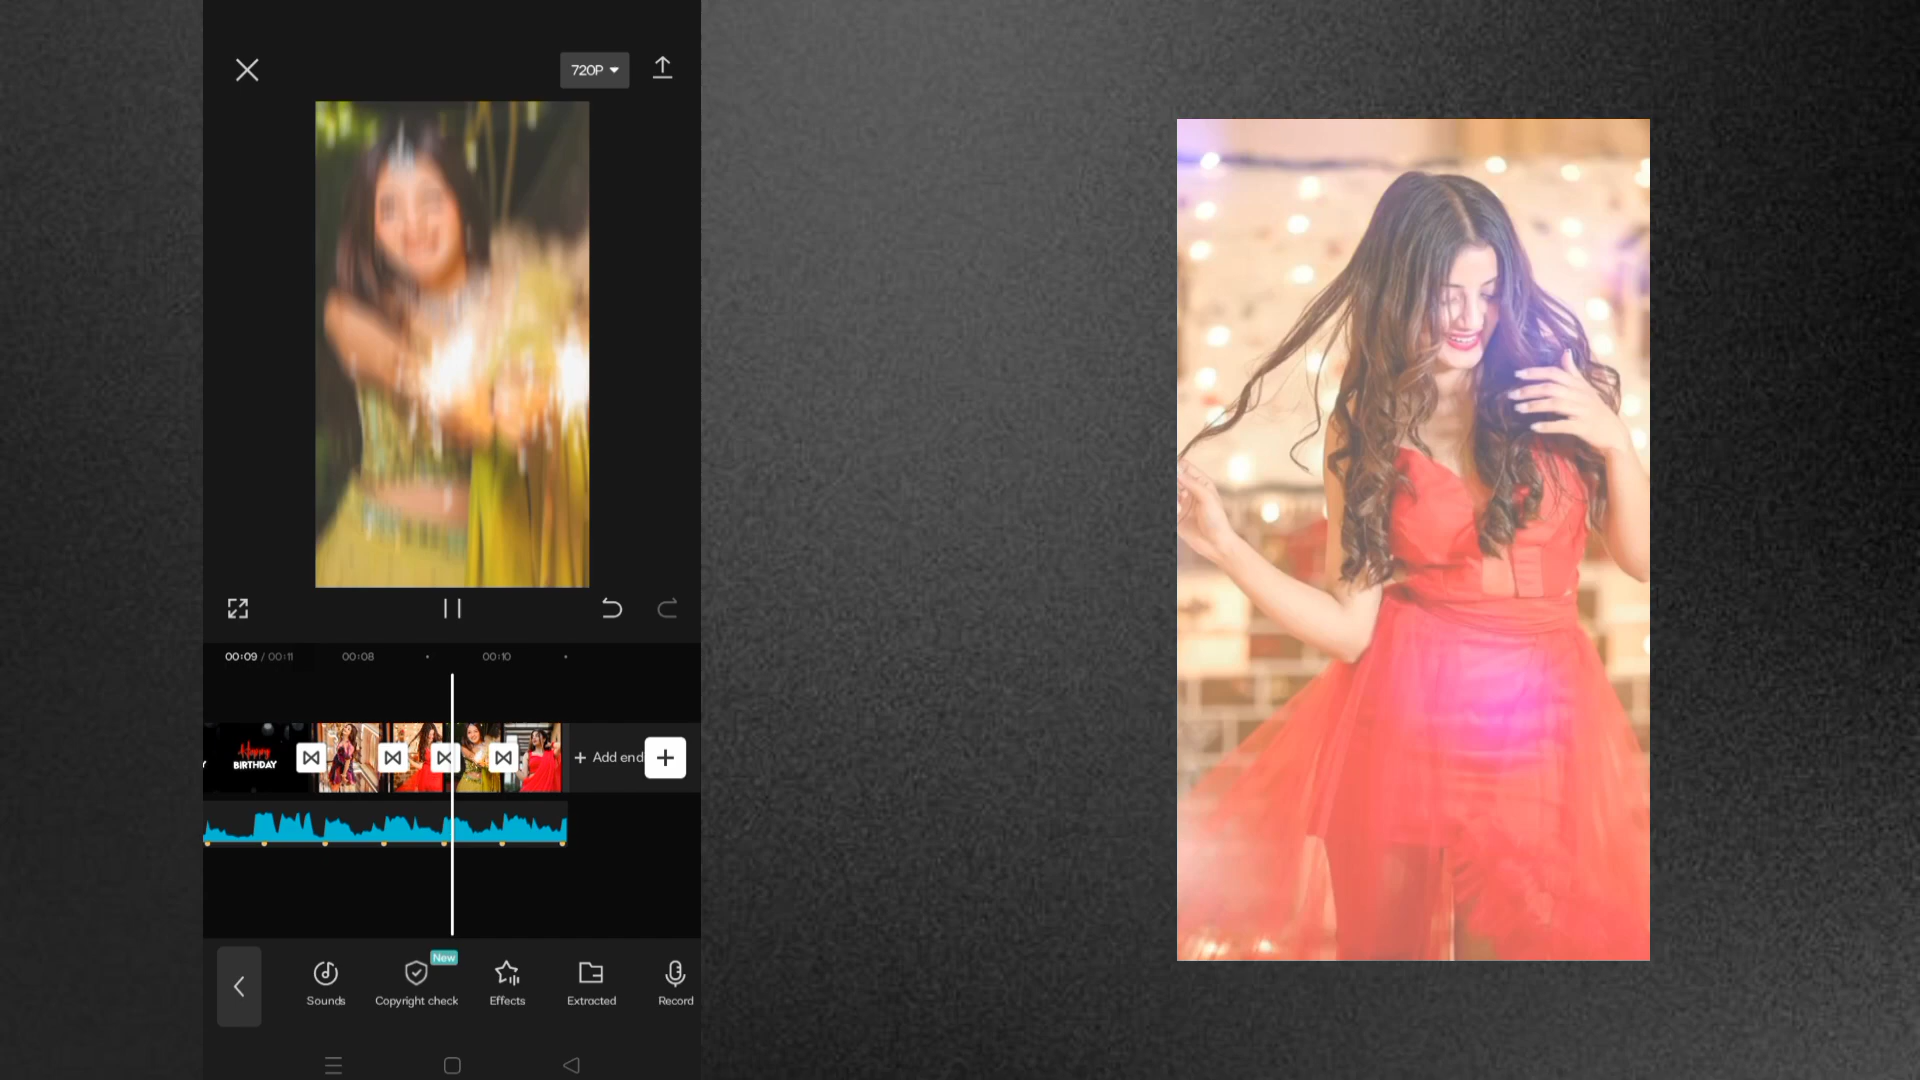 720P
00:09 / 00:11
00:08
00:10
Happy
BIRTHDAY
+ Add end
New
Sounds
Copyright check
Effects
Extracted
Record